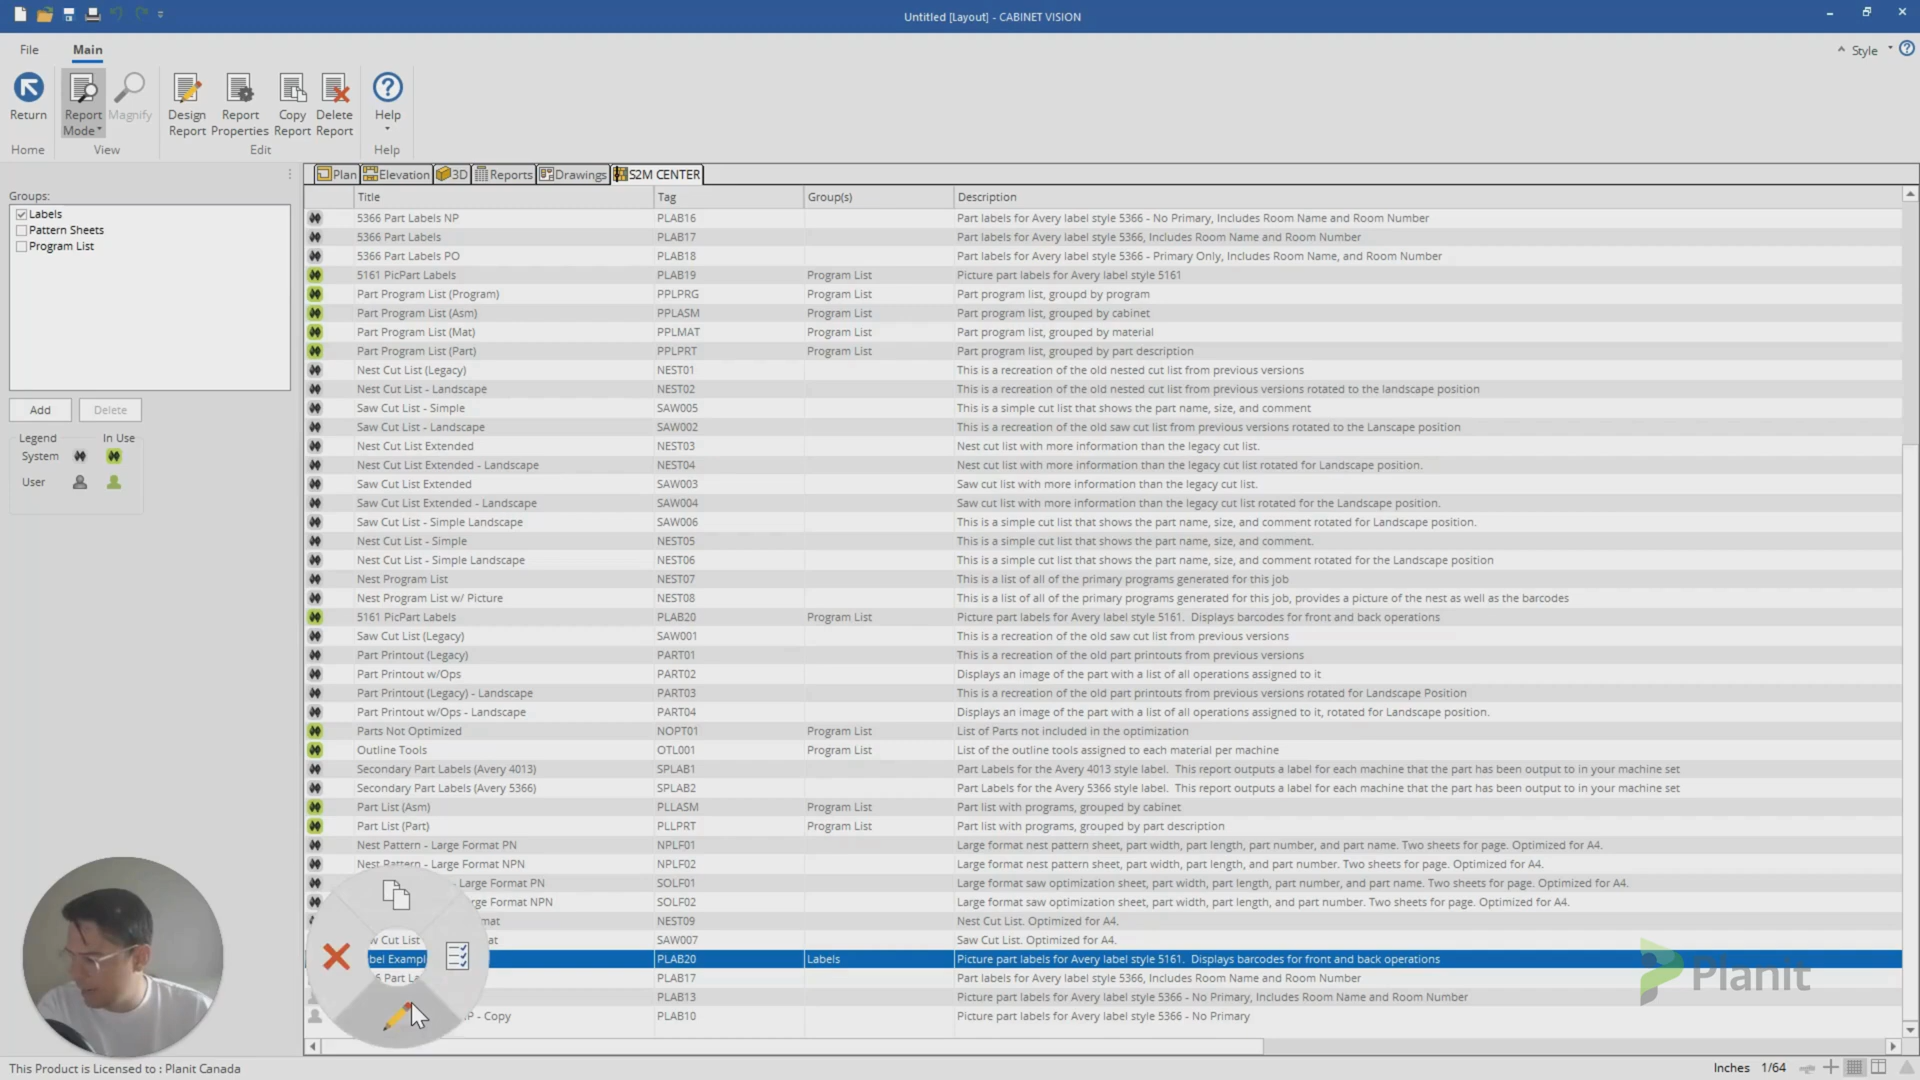 Untitled [Layout] - CABINET VISION
File
Main
Style
Return
Report Mode
Magnify
Design Report
Report Properties
Copy Report
Delete Report
Help
Home
View
Edit
Help
Plan
Elevation
3D
Reports
Drawings
S2M CENTER
Groups:
Labels
Pattern Sheets
Program List
Add
Delete
Legend
In Use
System
User
Title Tag Group(s) Description
5366 Part Labels NP PLAB16 Part labels for Avery label style 5366 - No Primary, Includes Room Name and Room Number
5366 Part Labels PLAB17 Part labels for Avery label style 5366, Includes Room Name and Room Number
5366 Part Labels PO PLAB18 Part labels for Avery label style 5366 - Primary Only, Includes Room Name, and Room Number
5161 PicPart Labels PLAB19 Program List Picture part labels for Avery label style 5161
Part Program List (Program) PPLPRG Program List Part program list, groupd by program
Part Program List (Asm) PPLASM Program List Part program list, grouped by cabinet
Part Program List (Mat) PPLMAT Program List Part program list, grouped by material
Part Program List (Part) PPLPRT Program List Part program list, grouped by part description
Nest Cut List (Legacy) NEST01 This is a recreation of the old nested cut list from previous versions
Nest Cut List - Landscape NEST02 This is a recreation of the old nested cut list from previous versions rotated to the landscape position
Saw Cut List - Simple SAW005 This is a simple cut list that shows the part name, size, and comment
Saw Cut List - Landscape SAW002 This is a recreation of the old saw cut list from previous versions rotated to the Lanscape position
Nest Cut List Extended NEST03 Nest cut list with more information than the legacy cut list.
Nest Cut List Extended - Landscape NEST04 Nest cut list with more information than the legacy cut list rotated for Landscape position.
Saw Cut List Extended SAW003 Saw cut list with more information than the legacy cut list.
Saw Cut List Extended - Landscape SAW004 Saw cut list with more information than the legacy cut list rotated for the Landscape position.
Saw Cut List - Simple Landscape SAW006 This is a simple cut list that shows the part name, size, and comment rotated for Landscape position.
Nest Cut List - Simple NEST05 This is a simple cut list that shows the part name, size, and comment.
Nest Cut List - Simple Landscape NEST06 This is a simple cut list that shows the part name, size, and comment rotated for the Landscape position
Nest Program List NEST07 This is a list of all of the primary programs generated for this job
Nest Program List w/ Picture NEST08 This is a list of all of the primary programs generated for this job, provides a picture of the nest as well as the barcodes
5161 PicPart Labels PLAB20 Program List Picture part labels for Avery label style 5161. Displays barcodes for front and back operations
Saw Cut List (Legacy) SAW001 This is a recreation of the old saw cut list from previous versions
Part Printout (Legacy) PART01 This is a recreation of the old part printouts from previous versions
Part Printout w/Ops PART02 Displays an image of the part with a list of all operations assigned to it
Part Printout (Legacy) - Landscape PART03 This is a recreation of the old part printouts from previous versions rotated for Landscape Position
Part Printout w/Ops - Landscape PART04 Displays an image of the part with a list of all operations assigned to it, rotated for Landscape position.
Parts Not Optimized NOPT01 Program List List of Parts not included in the optimization
Outline Tools OTL001 Program List List of the outline tools assigned to each material per machine
Secondary Part Labels (Avery 4013) SPLAB1 Part Labels for the Avery 4013 style label. This report outputs a label for each machine that the part has been output to in your machine set
Secondary Part Labels (Avery 5366) SPLAB2 Part Labels for the Avery 5366 style label. This report outputs a label for each machine that the part has been output to in your machine set
Part List (Asm) PLLASM Program List Part list with programs, grouped by cabinet
Part List (Part) PLLPRT Program List Part list with programs, grouped by part description
Nest Pattern - Large Format PN NPLF01 Large format nest pattern sheet, part width, part length, part number, and part name. Two sheets for page. Optimized for A4.
Nest Pattern - Large Format NPN NPLF02 Large format nest pattern sheet, part width, part length, and part number. Two sheets for page. Optimized for A4.
- Large Format PN SOLF01 Large format saw optimization sheet, part width, part length, part number, and part name. Two sheets for page. Optimized for A4.
Large Format NPN SOLF02 Large format saw optimization sheet, part width, part length, and part number. Two sheets for page. Optimized for A4.
mat NEST09 Nest Cut List. Optimized for A4.
w Cut List at SAW007 Saw Cut List. Optimized for A4.
bel Exampl PLAB20 Labels Picture part labels for Avery label style 5161. Displays barcodes for front and back operations
6 Part La PLAB17 Part labels for Avery label style 5366, Includes Room Name and Room Number
PLAB13 Picture part labels for Avery label style 5366 - No Primary, Includes Room Name and Room Number
P - Copy PLAB10 Picture part labels for Avery label style 5366 - No Primary
Planit
This Product is Licensed to : Planit Canada
Inches 1/64